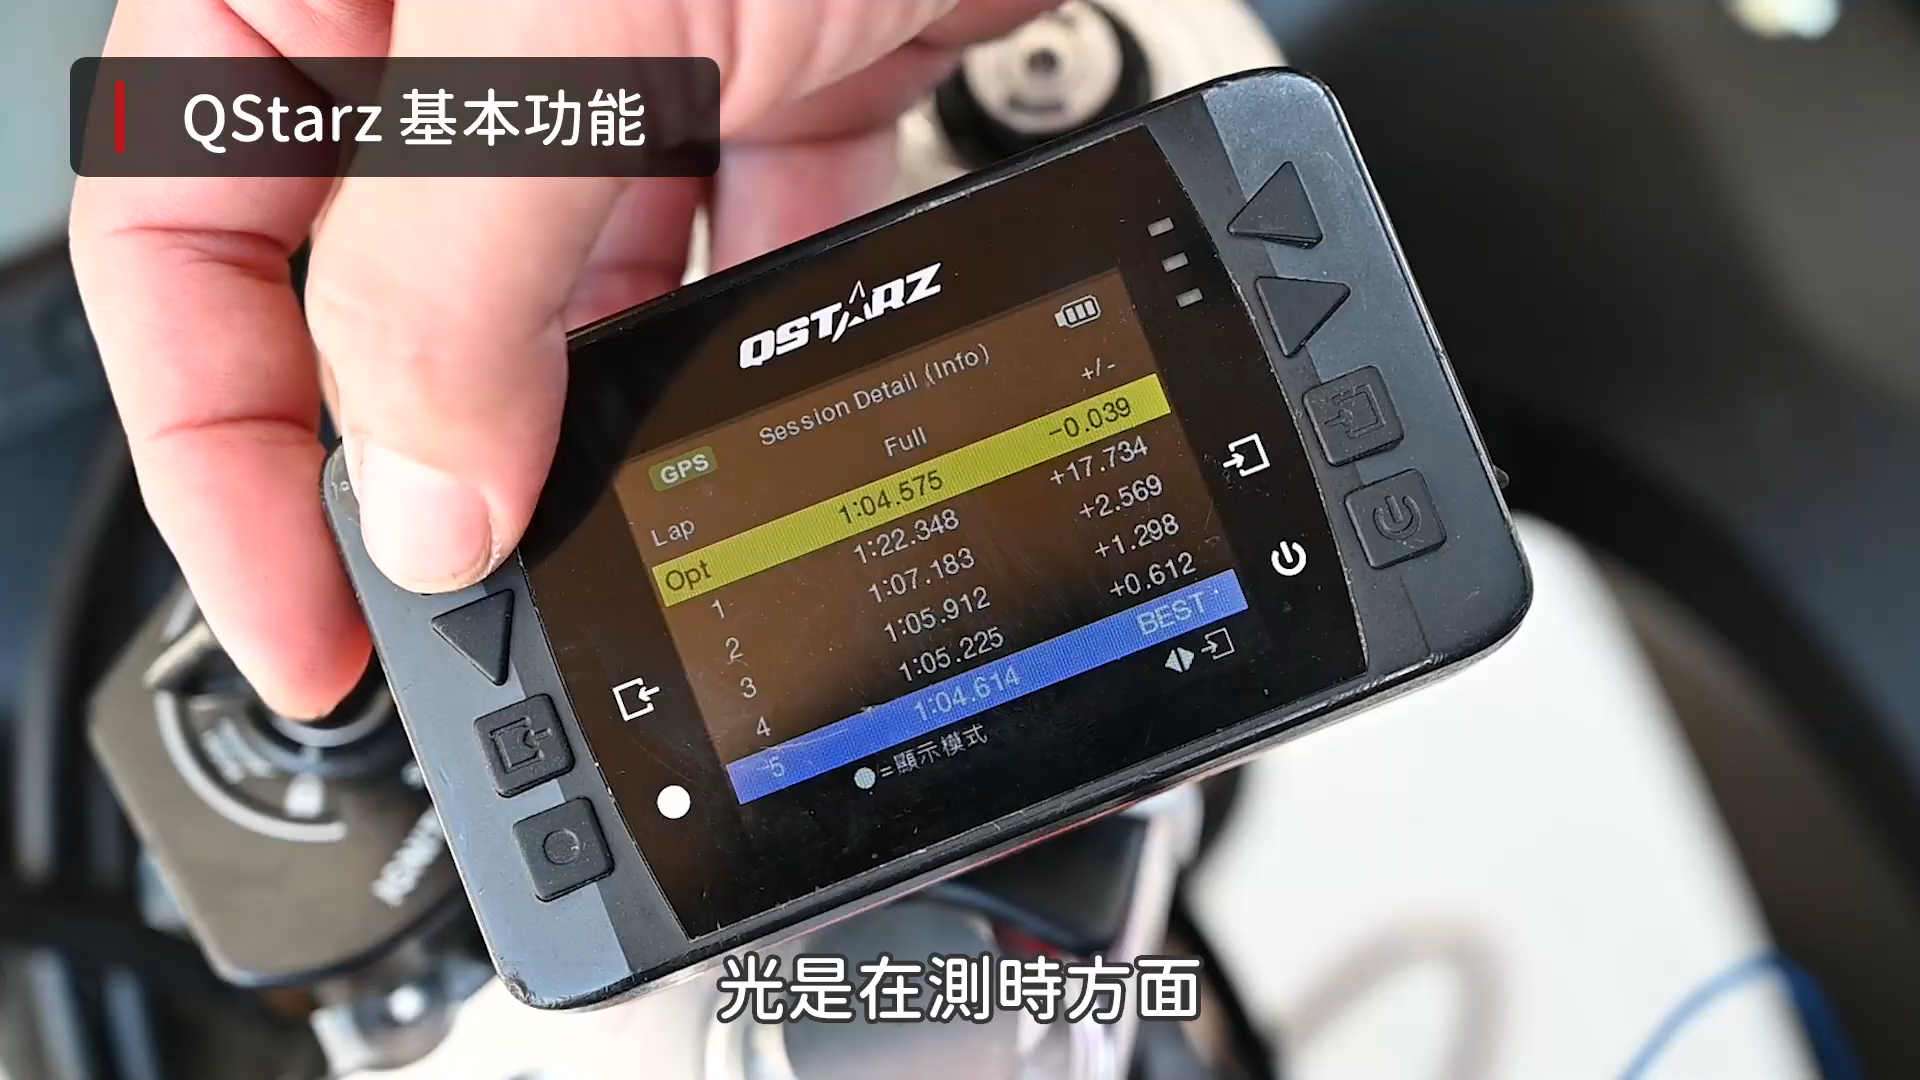 QStarz 基本功能
QSTARZ
GPS Session Detail (Info)
Lap Full +/-
Opt 1:04.575 -0.039
1 1:22.348 +17.734
2 1:07.183 +2.569
3 1:05.912 +1.298
4 1:05.225 +0.612
5 1:04.614 BEST
=顯示模式
光是在測時方面